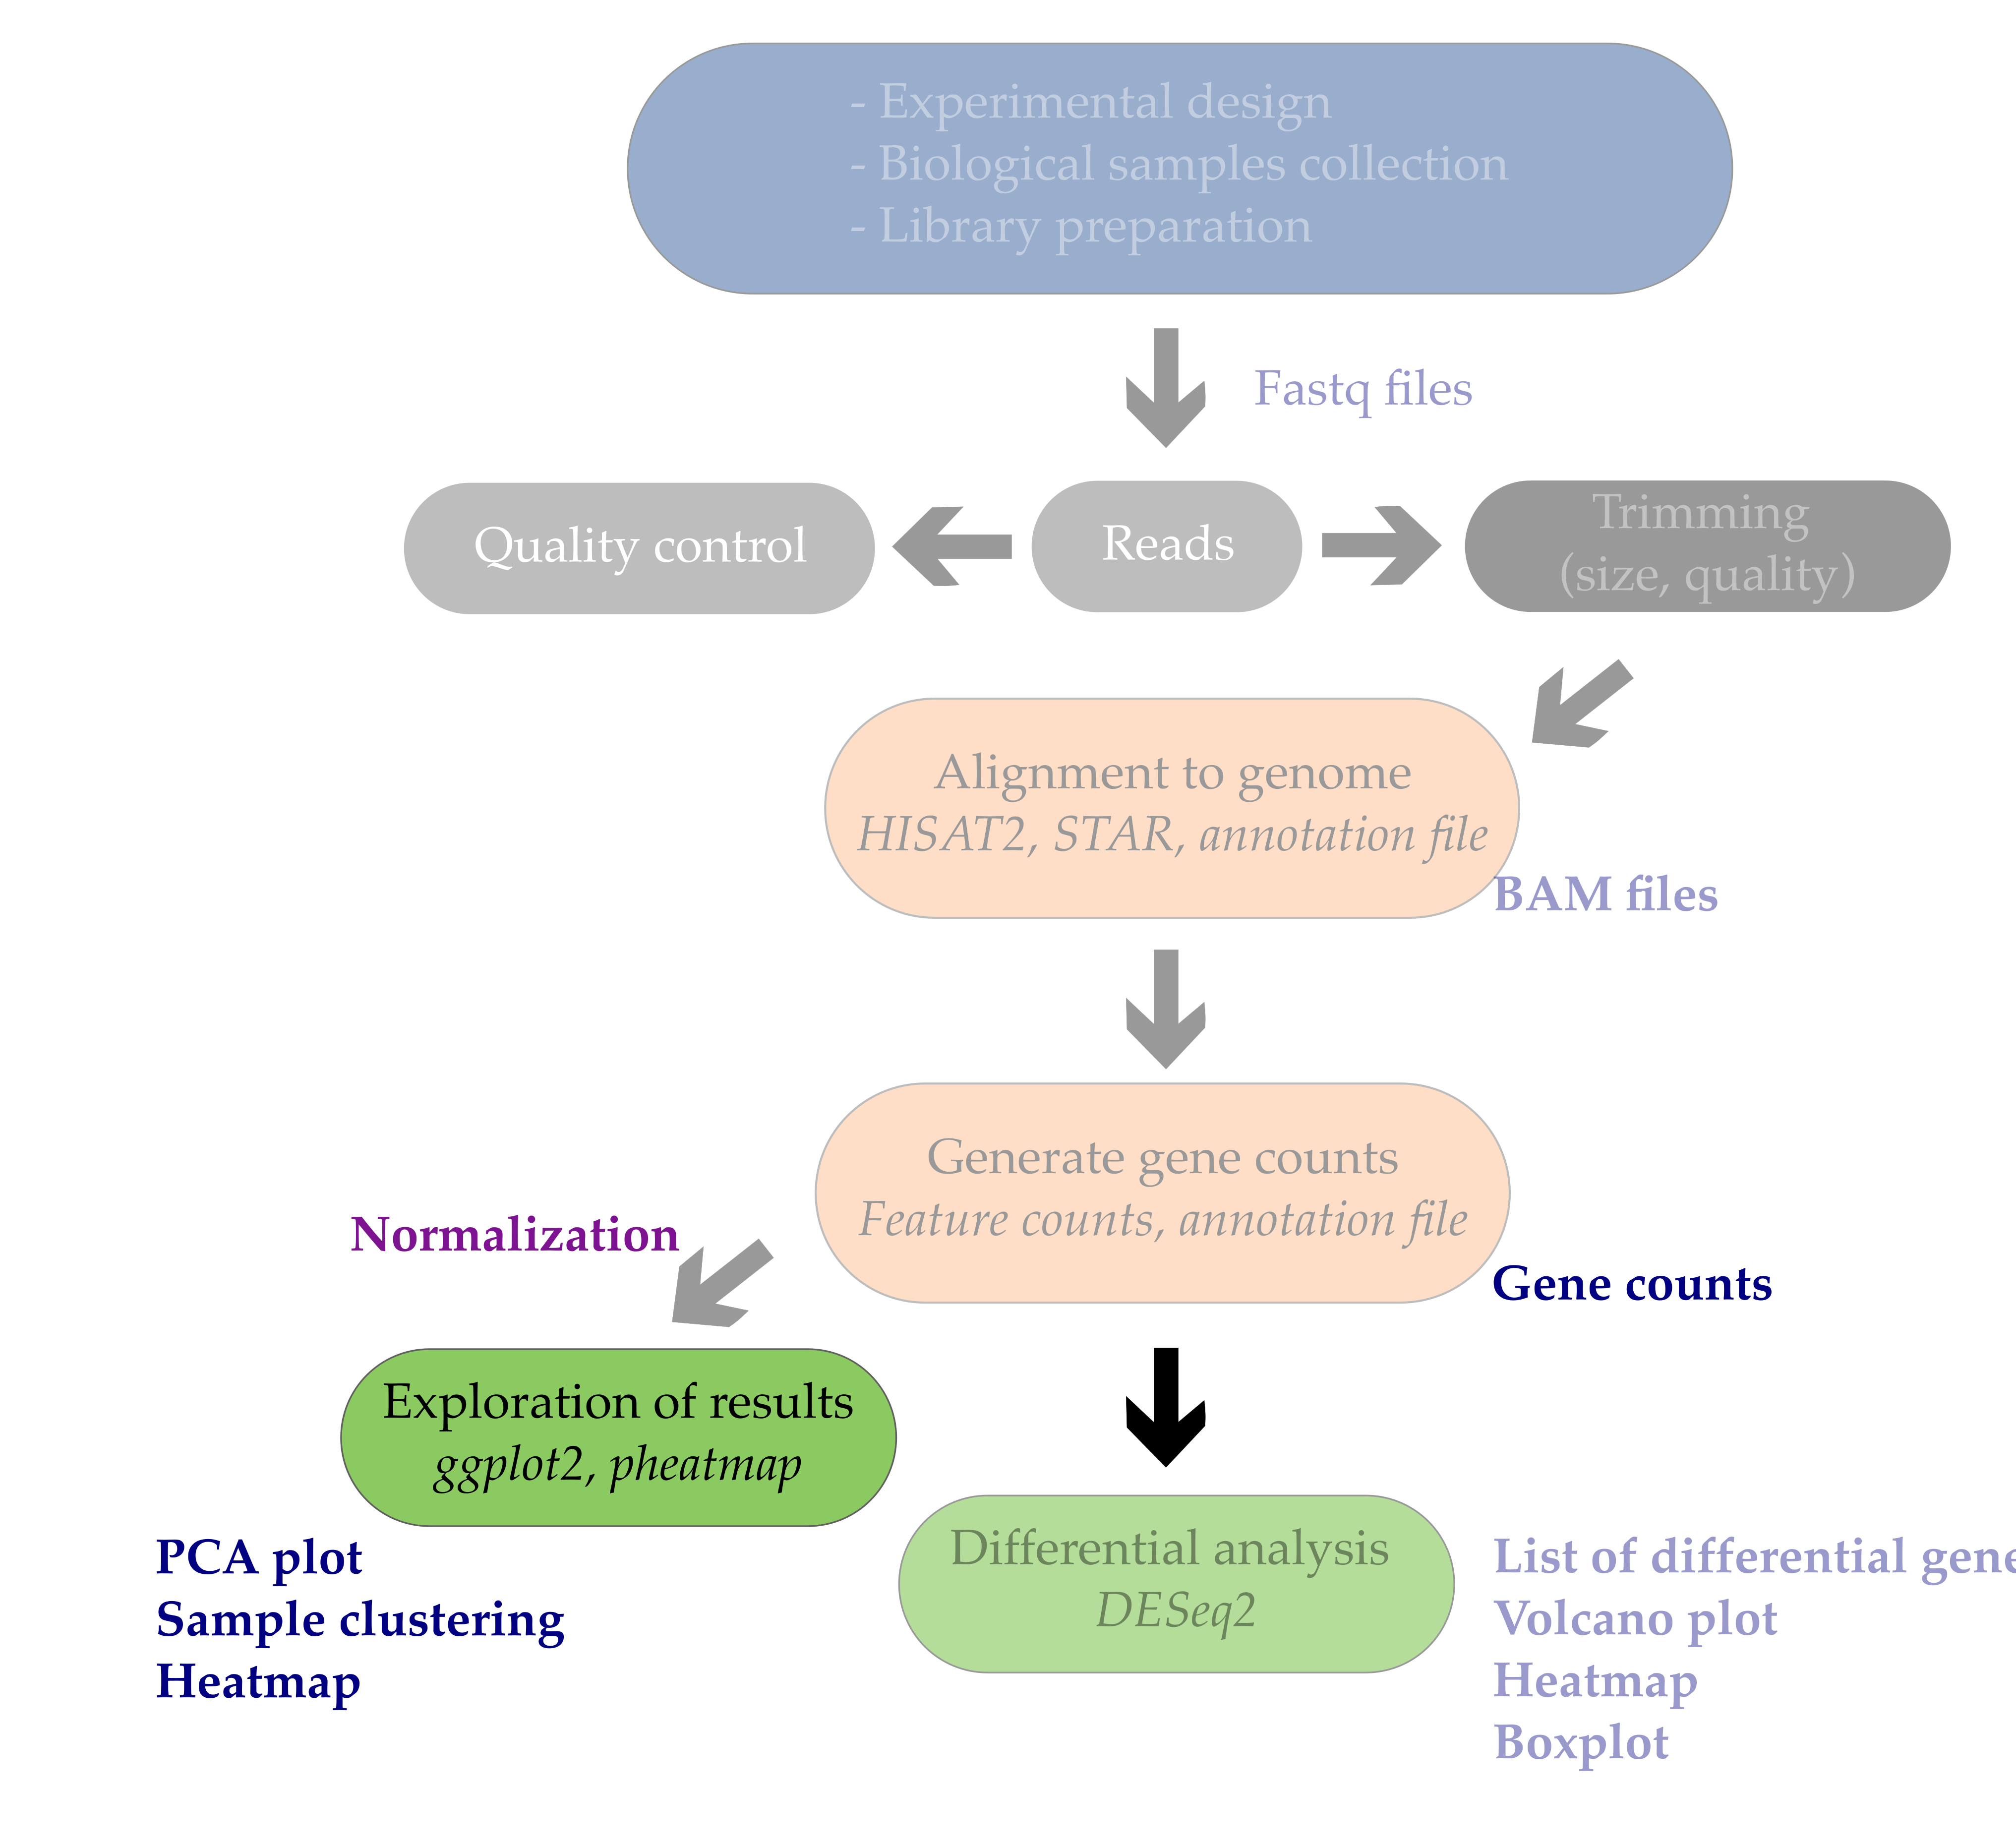 - Experimental design
- Biological samples collection
- Library preparation
Fastq files
Quality control
Reads
Trimming
(size, quality)
Alignment to genome
HISAT2, STAR, annotation file
BAM files
Generate gene counts
Feature counts, annotation file
Normalization
Gene counts
Exploration of results
ggplot2, pheatmap
PCA plot
Sample clustering
Heatmap
Differential analysis
DESeq2
List of differential gene
Volcano plot
Heatmap
Boxplot